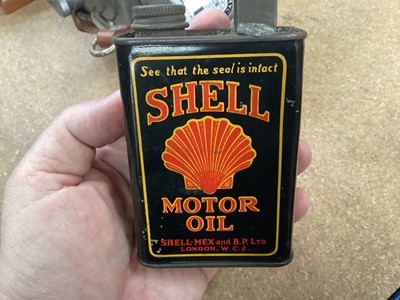 See that the seal is intact
SHELL
MOTOR
OIL
SHELL-MEX and B.P. LTD.
LONDON, W.C.2.